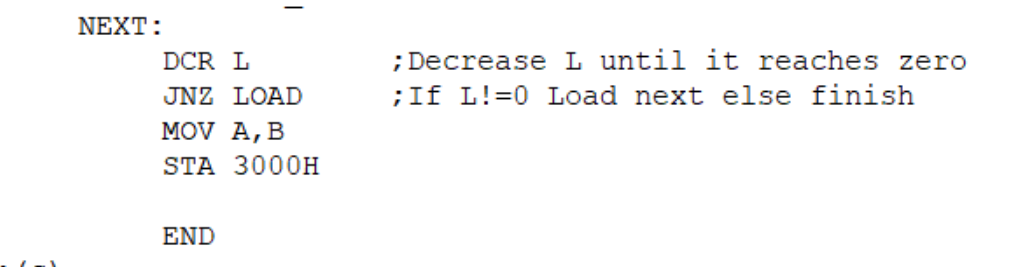 NEXT:
DCR L ;Decrease L until it reaches zero
JNZ LOAD ;If L!=0 Load next else finish
MOV A,B
STA 3000H
END